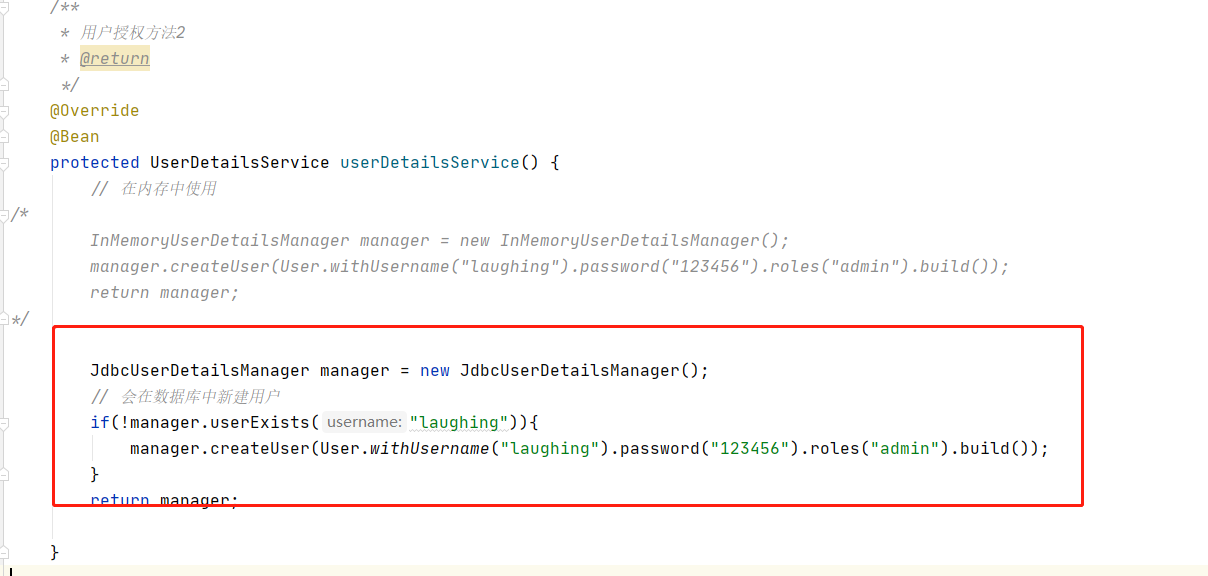 /**
* 用户授权方法2
* @return
*/
@Override
@Bean
protected UserDetailsService userDetailsService() {
// 在内存中使用
/*
InMemoryUserDetailsManager manager = new InMemoryUserDetailsManager();
manager.createUser(User.withUsername("laughing").password("123456").roles("admin").build());
return manager;
*/
JdbcUserDetailsManager manager = new JdbcUserDetailsManager();
// 会在数据库中新建用户
if(!manager.userExists( username: "laughing")){
manager.createUser(User.withUsername("laughing").password("123456").roles("admin").build());
}
return manager;
}